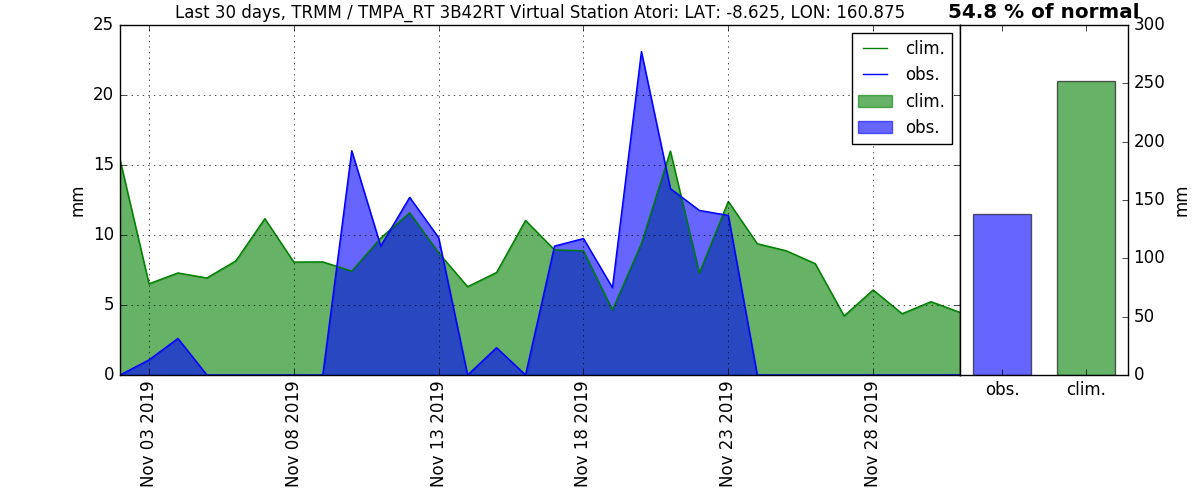 Last 30 days, TRMM / TMPA_RT 3B42RT Virtual Station Atori: LAT: -8.625, LON: 160.875
54.8 % of normal
25
20
15
10
5
0
mm
clim.
obs.
clim.
obs.
300
250
200
150
100
50
0
mm
Nov 03 2019
Nov 08 2019
Nov 13 2019
Nov 18 2019
Nov 23 2019
Nov 28 2019
obs.
clim.